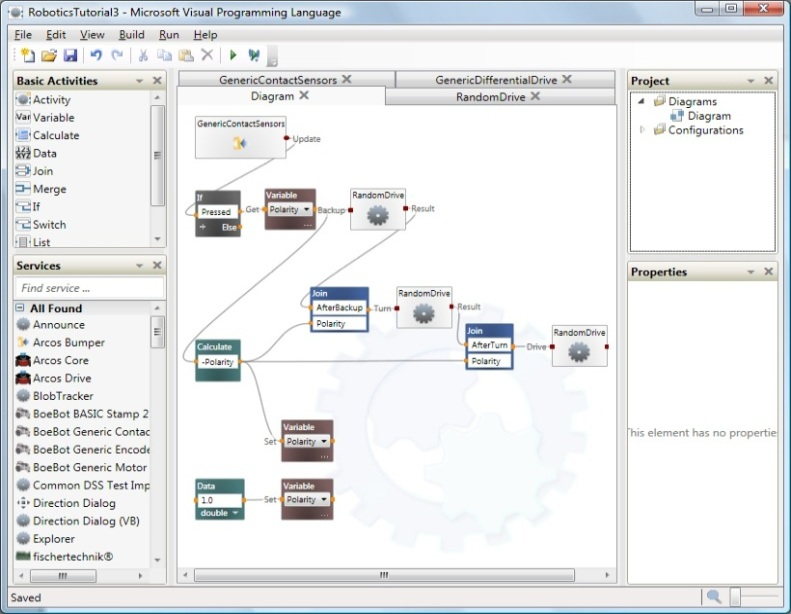 RoboticsTutorial3 - Microsoft Visual Programming Language
File Edit View Build Run Help
Basic Activities
Activity
Var Variable
Calculate
Data
Join
Merge
If
Switch
List
Services
Find service ...
All Found
Announce
Arcos Bumper
Arcos Core
Arcos Drive
BlobTracker
BoeBot BASIC Stamp 2
BoeBot Generic Contac
BoeBot Generic Encode
BoeBot Generic Motor
Common DSS Test Imp
Direction Dialog
Direction Dialog (VB)
Explorer
fischertechnik®
GenericContactSensors GenericDifferentialDrive
Diagram RandomDrive
GenericContactSensors
Update
If
Pressed
Else
Get
Variable
Polarity
...
Backup
RandomDrive
Result
Join
AfterBackup
Polarity
Turn
RandomDrive
Result
Join
AfterTurn
Polarity
Drive
RandomDrive
Calculate
-Polarity
Set
Variable
Polarity
...
Data
1.0
double
Set
Variable
Polarity
...
Project
Diagrams
Diagram
Configurations
Properties
This element has no propertie
Saved